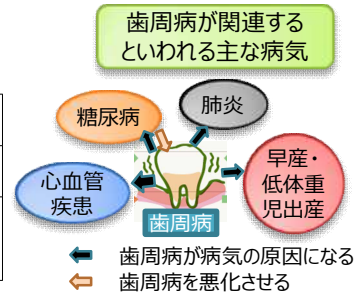 歯周病が関連する
といわれる主な病気
糖尿病
肺炎
心血管
疾患
早産・
低体重
児出産
歯周病
歯周病が病気の原因になる
歯周病を悪化させる